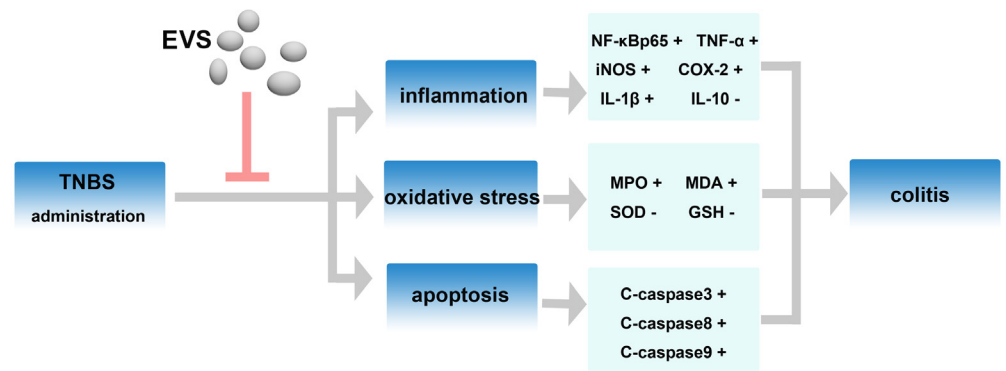 EVS
TNBS
administration
inflammation
oxidative stress
apoptosis
NF-κBp65 + TNF-α +
iNOS + COX-2 +
IL-1β + IL-10 -
MPO + MDA +
SOD - GSH -
C-caspase3 +
C-caspase8 +
C-caspase9 +
colitis